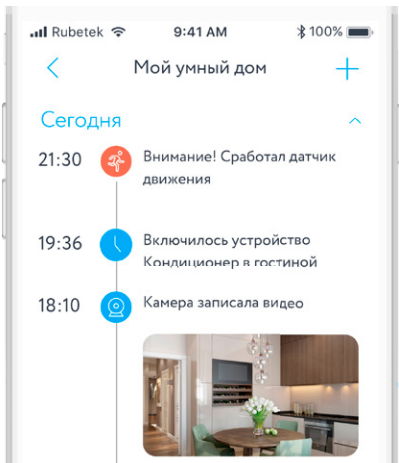 Rubetek 9:41 AM 100%
Мой умный дом
Сегодня
21:30 Внимание! Сработал датчик
движения
19:36 Включилось устройство
Кондиционер в гостиной
18:10 Камера записала видео